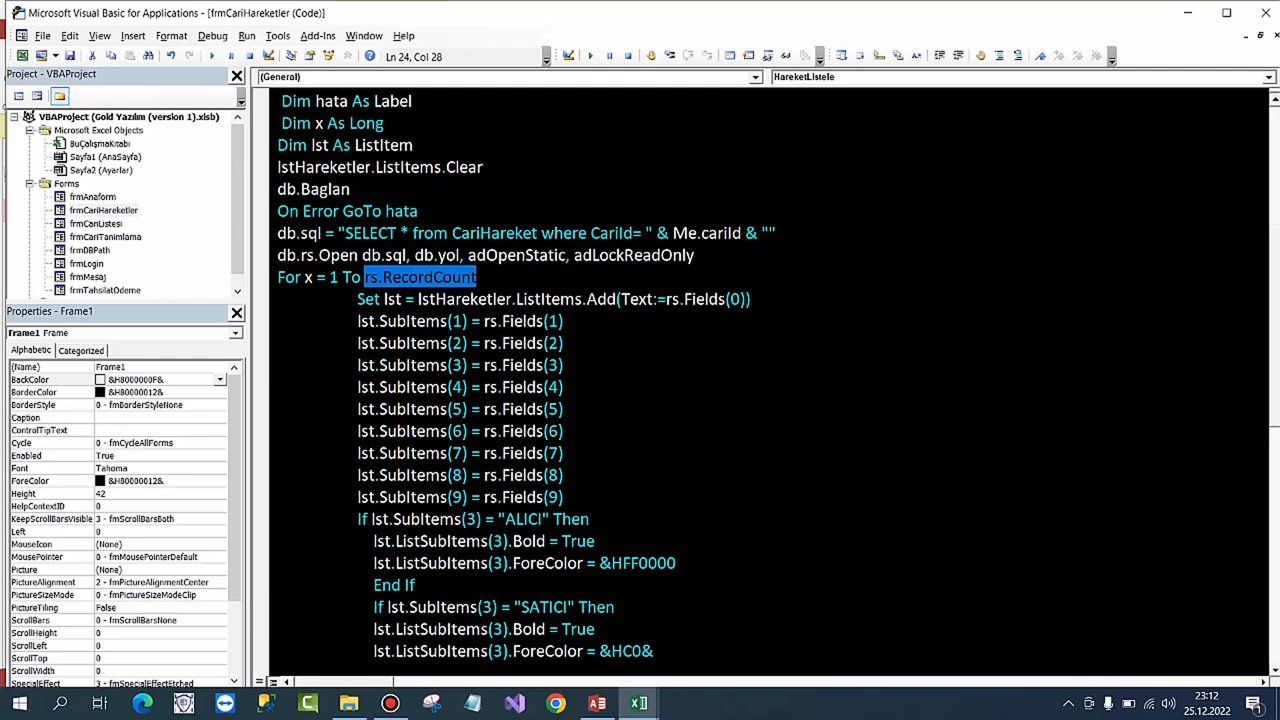 Microsoft Visual Basic for Applications - [frmCariHareketler (Code)]
File Edit View Insert Format Debug Run Tools Add-Ins Window Help
Ln 24, Col 28
Project - VBAProject
(General)
HareketListele
VBAProject (Gold Yazılım (version 1).xlsb)
Microsoft Excel Objects
BuÇalışmaKitabı
Sayfa1 (AnaSayfa)
Sayfa2 (Ayarlar)
Forms
frmAnaform
frmCariHareketler
frmCariListesi
frmCariTanimlama
frmDBPath
frmLogin
frmMesaj
frmTahsilatOdeme
Properties - Frame1
Frame1 Frame
Alphabetic Categorized
(Name) Frame1
BackColor &H8000000F&
BorderColor &H80000012&
BorderStyle 0 - fmBorderStyleNone
Caption
ControlTipText
Cycle 0 - fmCycleAllForms
Enabled True
Font Tahoma
ForeColor &H80000012&
Height 42
HelpContextID 0
KeepScrollBarsVisible 3 - fmScrollBarsBoth
Left 0
MouseIcon (None)
MousePointer 0 - fmMousePointerDefault
Picture (None)
PictureAlignment 2 - fmPictureAlignmentCenter
PictureSizeMode 0 - fmPictureSizeModeClip
PictureTiling False
ScrollBars 0 - fmScrollBarsNone
ScrollHeight 0
ScrollLeft 0
ScrollTop 0
ScrollWidth 0
SpecialEffect 3 - fmSpecialEffectEtched
Dim hata As Label
Dim x As Long
Dim lst As ListItem
lstHareketler.ListItems.Clear
db.Baglan
On Error GoTo hata
db.sql = "SELECT * from CariHareket where CariId= " & Me.cariId & ""
db.rs.Open db.sql, db.yol, adOpenStatic, adLockReadOnly
For x = 1 To rs.RecordCount
Set lst = lstHareketler.ListItems.Add(Text:=rs.Fields(0))
lst.SubItems(1) = rs.Fields(1)
lst.SubItems(2) = rs.Fields(2)
lst.SubItems(3) = rs.Fields(3)
lst.SubItems(4) = rs.Fields(4)
lst.SubItems(5) = rs.Fields(5)
lst.SubItems(6) = rs.Fields(6)
lst.SubItems(7) = rs.Fields(7)
lst.SubItems(8) = rs.Fields(8)
lst.SubItems(9) = rs.Fields(9)
If lst.SubItems(3) = "ALICI" Then
lst.ListSubItems(3).Bold = True
lst.ListSubItems(3).ForeColor = &HFF0000
End If
If lst.SubItems(3) = "SATICI" Then
lst.ListSubItems(3).Bold = True
lst.ListSubItems(3).ForeColor = &HC0&
23:12
25.12.2022